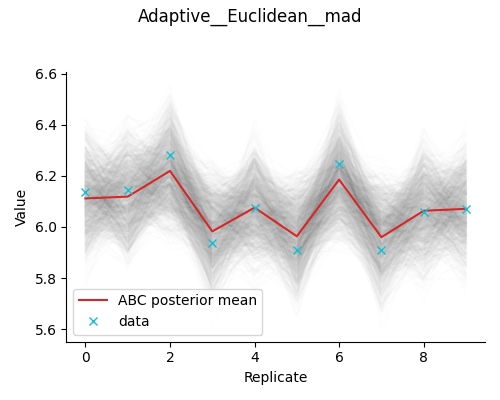 Adaptive__Euclidean__mad
6.6
6.4
6.2
6.0
5.8
5.6
Value
ABC posterior mean
data
0
2
4
6
8
Replicate